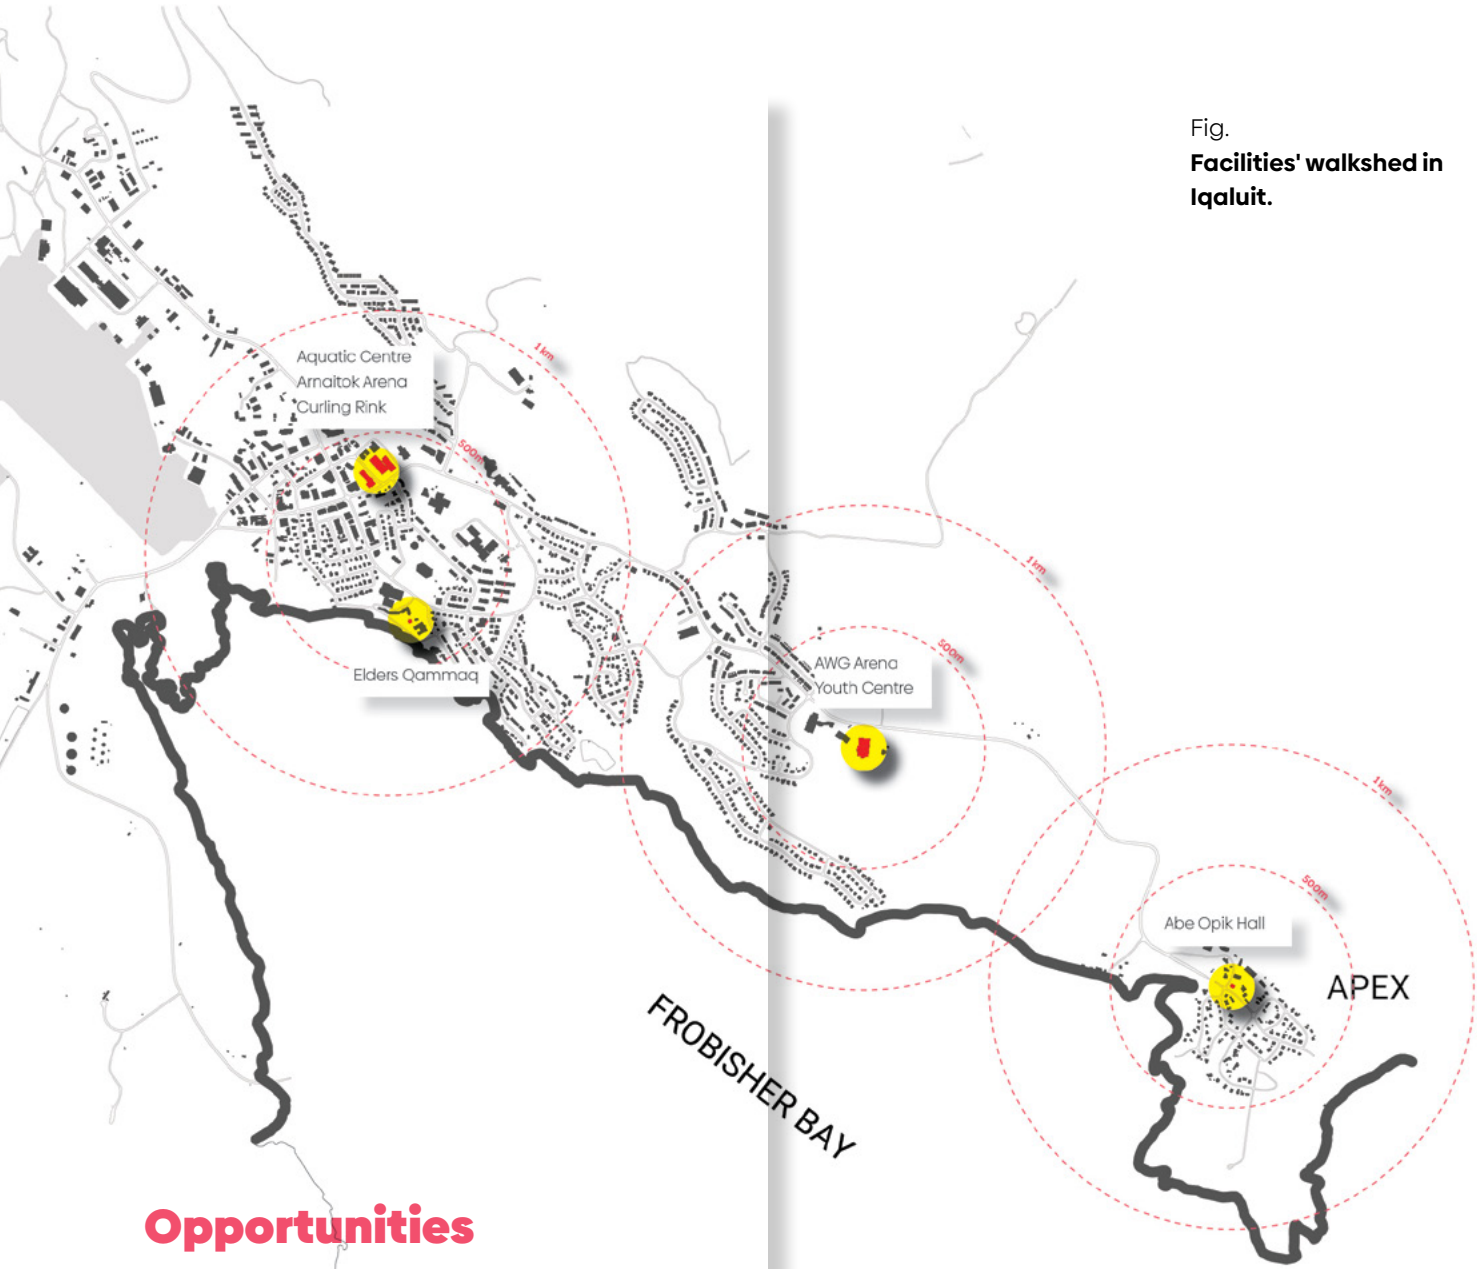 Fig.
Facilities' walkshed in
Iqaluit.
1km
Aquatic Centre
Arnaitok Arena
Curling Rink
500m
Elders Qammaq
1km
500m
AWG Arena
Youth Centre
1km
500m
Abe Opik Hall
APEX
FROBISHER BAY
Opportunities